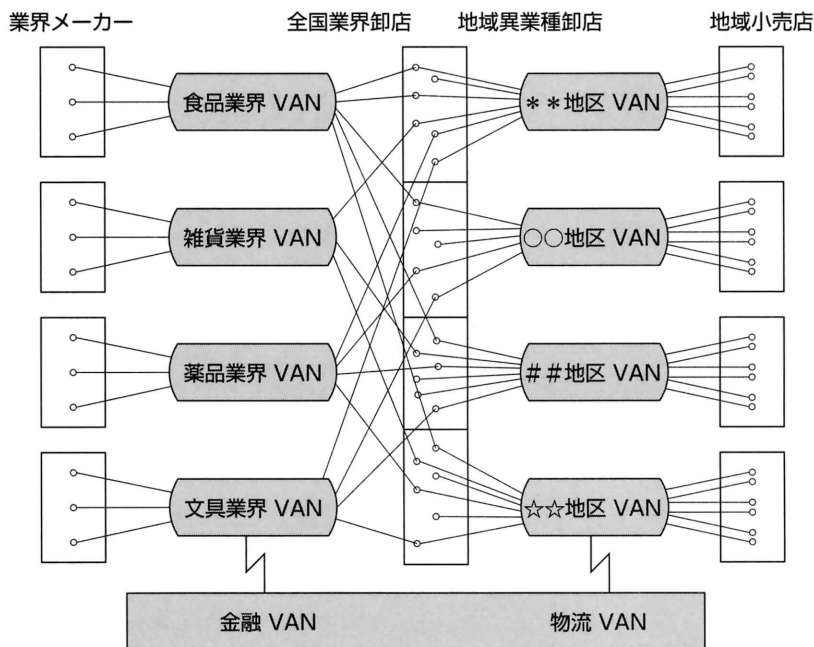 業界メーカー
全国業界卸店
地域異業種卸店
地域小売店
食品業界 VAN
＊＊地区 VAN
雑貨業界 VAN
○○地区 VAN
薬品業界 VAN
＃＃地区 VAN
文具業界 VAN
☆☆地区 VAN
金融 VAN
物流 VAN